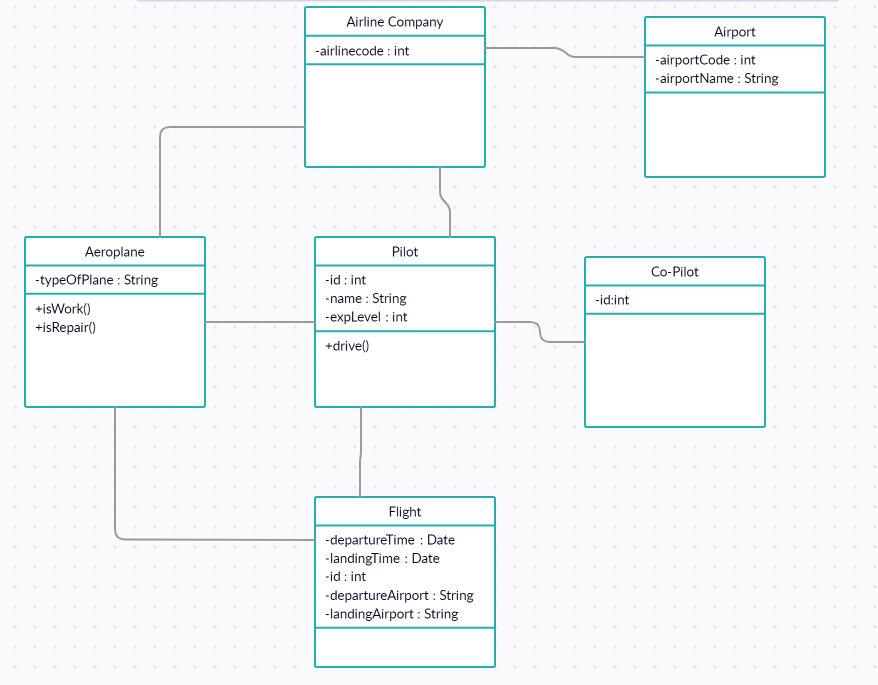 Airline Company
-airlinecode : int
Airport
-airportCode : int
-airportName : String
Aeroplane
-typeOfPlane : String
+isWork()
+isRepair()
Pilot
-id : int
-name : String
-expLevel : int
+drive()
Co-Pilot
-id:int
Flight
-departureTime : Date
-landingTime : Date
-id : int
-departureAirport : String
-landingAirport : String